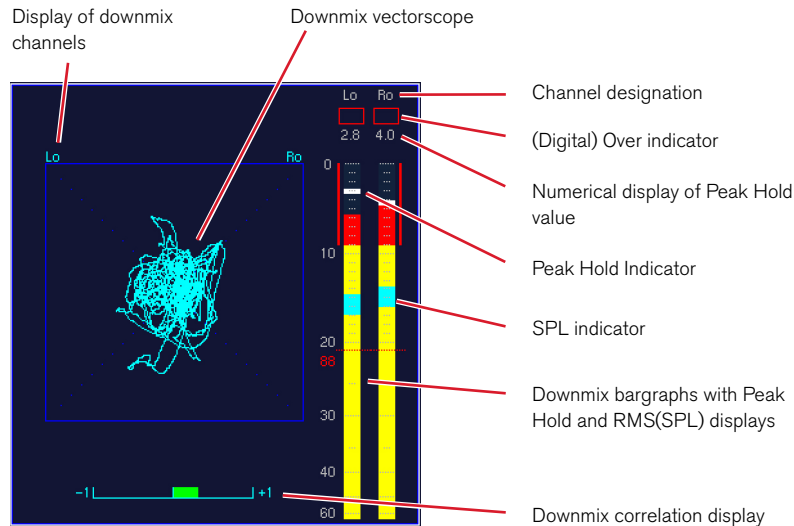 Display of downmix
channels
Downmix vectorscope
Lo Ro
Channel designation
(Digital) Over indicator
2.8 4.0
Numerical display of Peak Hold
value
Lo Ro
0
Peak Hold Indicator
10
SPL indicator
20
88
Downmix bargraphs with Peak
Hold and RMS(SPL) displays
30
40
-1 +1
60
Downmix correlation display